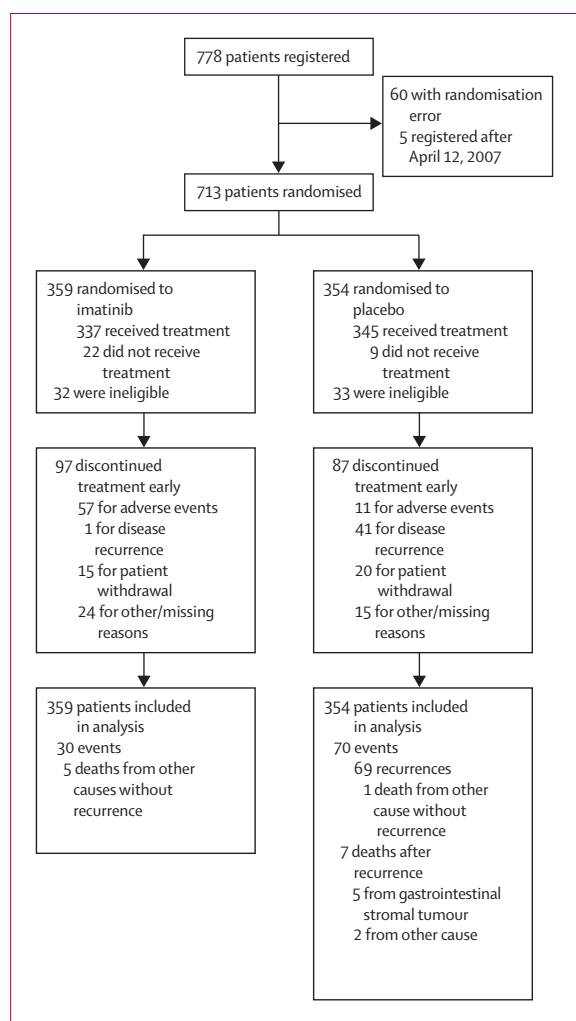 778 patients registered
60 with randomisation
error
5 registered after
April 12, 2007
713 patients randomised
359 randomised to
imatinib
337 received treatment
22 did not receive
treatment
32 were ineligible
354 randomised to
placebo
345 received treatment
9 did not receive
treatment
33 were ineligible
97 discontinued
treatment early
57 for adverse events
1 for disease
recurrence
15 for patient
withdrawal
24 for other/missing
reasons
87 discontinued
treatment early
11 for adverse events
41 for disease
recurrence
20 for patient
withdrawal
15 for other/missing
reasons
359 patients included
in analysis
30 events
5 deaths from other
causes without
recurrence
354 patients included
in analysis
70 events
69 recurrences
1 death from other
cause without
recurrence
7 deaths after
recurrence
5 from gastrointestinal
stromal tumour
2 from other cause